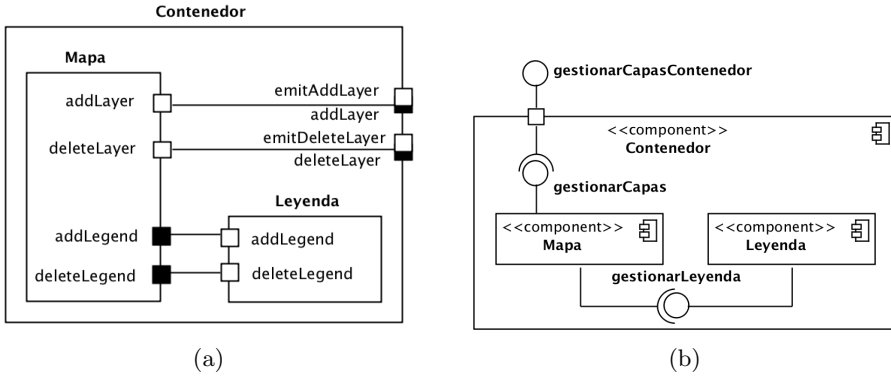 Contenedor
Mapa
addLayer
emitAddLayer
addLayer
deleteLayer
emitDeleteLayer
deleteLayer
Leyenda
addLegend
addLegend
deleteLegend
deleteLegend
(a)
gestionarCapasContenedor
<<component>>
Contenedor
gestionarCapas
<<component>>
Mapa
<<component>>
Leyenda
gestionarLeyenda
(b)